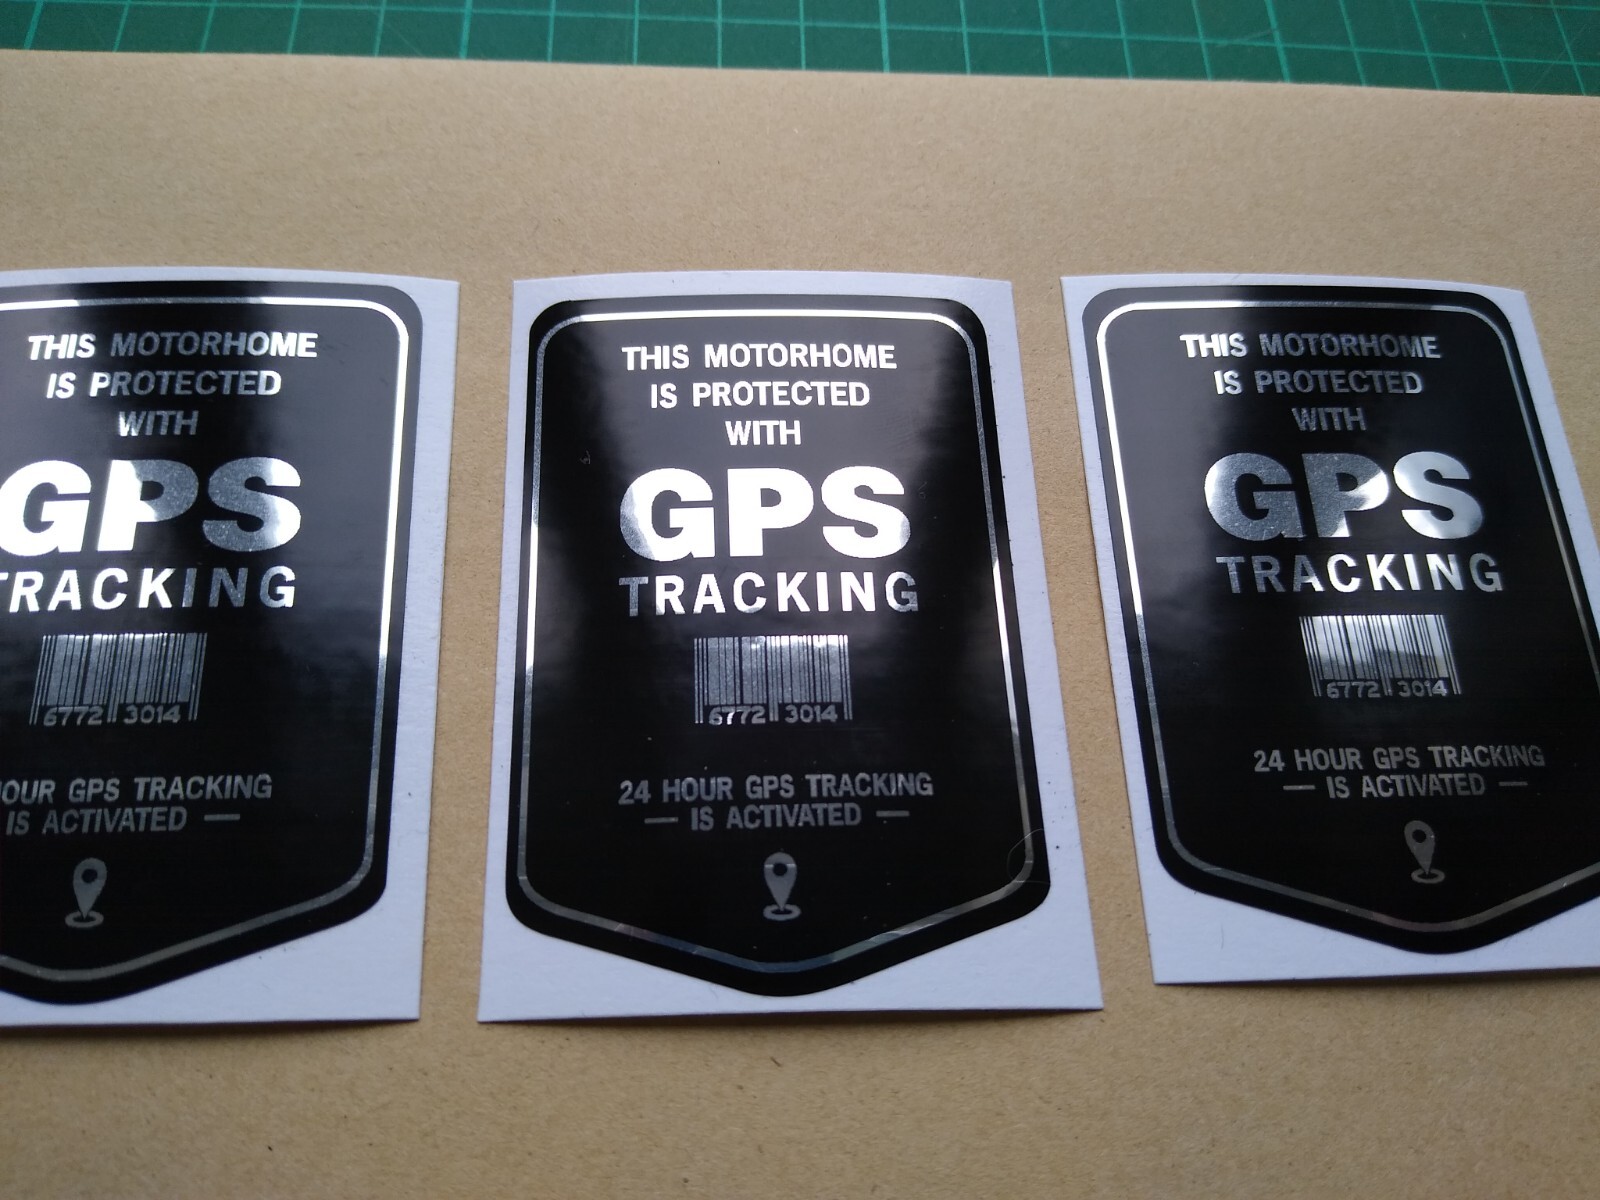 THIS MOTORHOME
IS PROTECTED
WITH
GPS
TRACKING
6772 3014
HOUR GPS TRACKING
IS ACTIVATED —
THIS MOTORHOME
IS PROTECTED
WITH
GPS
TRACKING
6772 3014
24 HOUR GPS TRACKING
— IS ACTIVATED —
THIS MOTORHOME
IS PROTECTED
WITH
GPS
TRACKING
6772 3014
24 HOUR GPS TRACKING
— IS ACTIVATED —